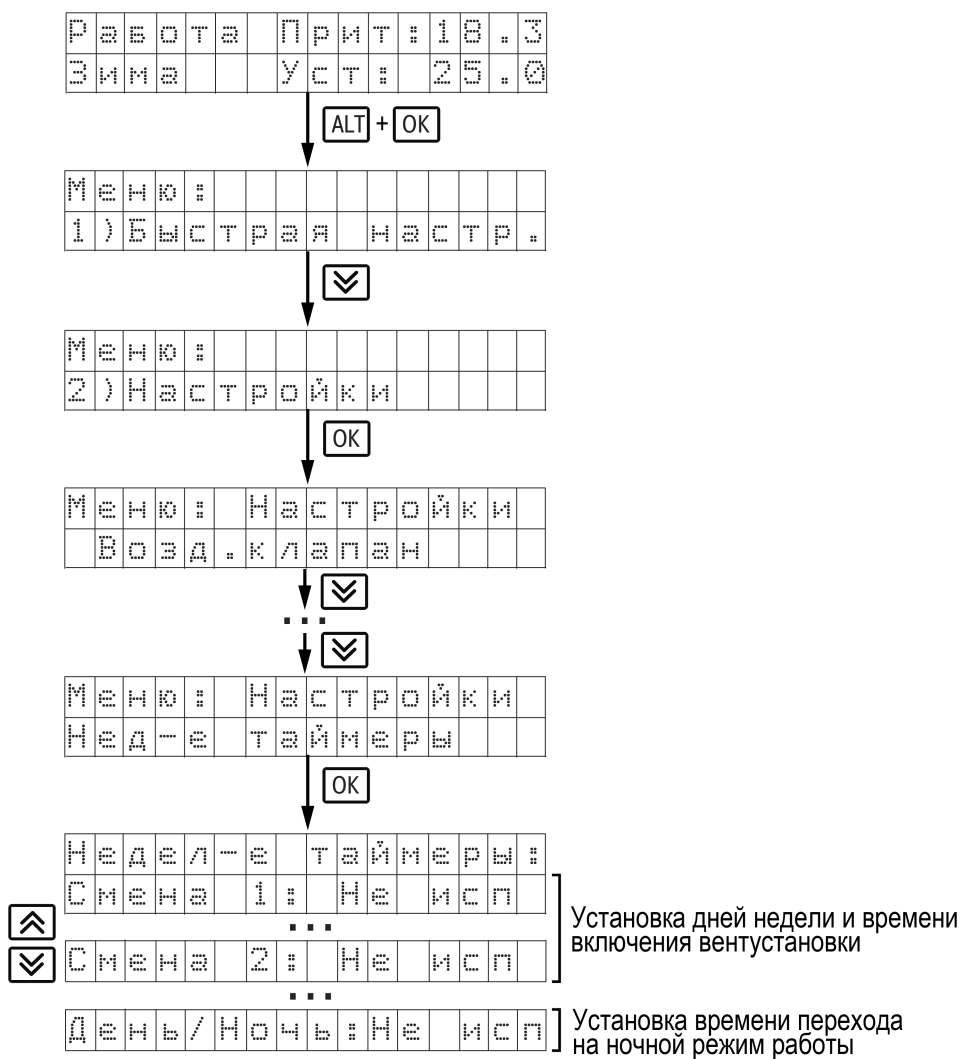 Работа Прит:18.3
Зима Уст: 25.0
ALT + OK
Меню:
1)Быстрая настр.
Меню:
2)Настройки
OK
Меню: Настройки
Возд.клапан
...
Меню: Настройки
Нед-е таймеры
OK
Недел-е таймеры:
Смена 1: Не исп
...
Установка дней недели и времени
включения вентустановки
Смена 2: Не исп
...
День/Ночь:Не исп
Установка времени перехода
на ночной режим работы